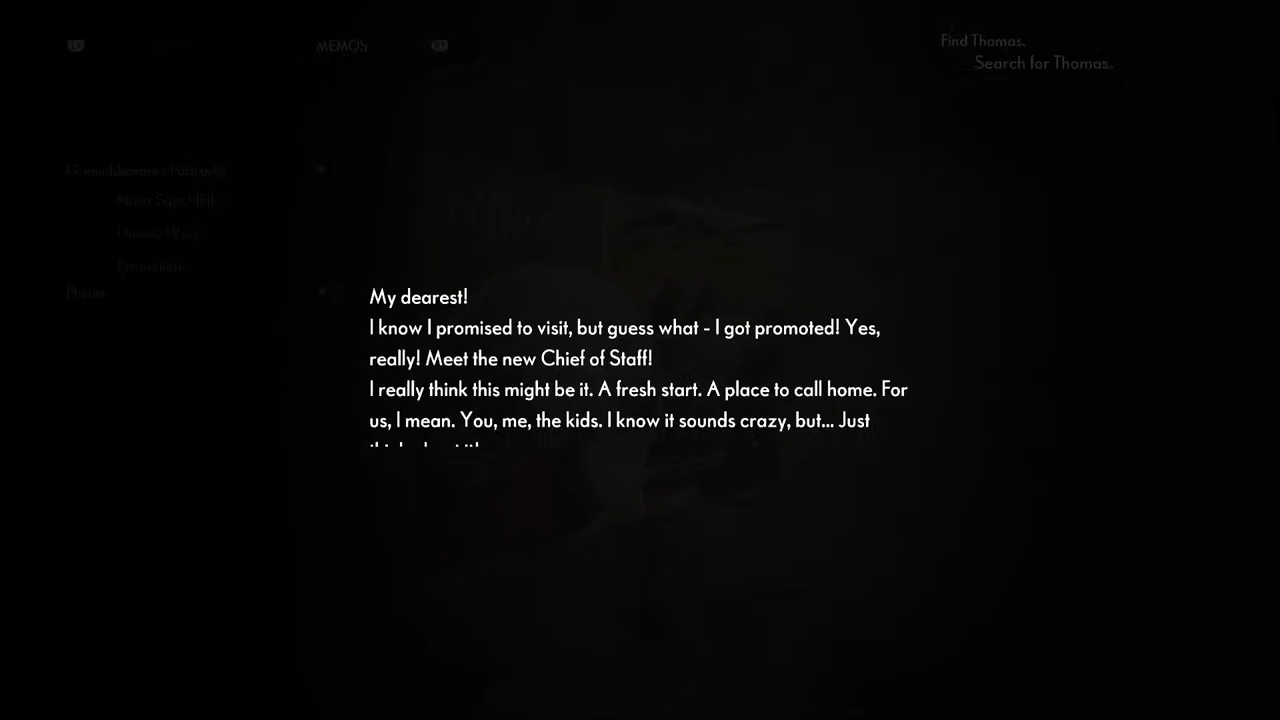 MEMOS
Find Thomas.
Search for Thomas.
My dearest!
I know I promised to visit, but guess what - I got promoted! Yes,
really! Meet the new Chief of Staff!
I really think this might be it. A fresh start. A place to call home. For
us, I mean. You, me, the kids. I know it sounds crazy, but... Just